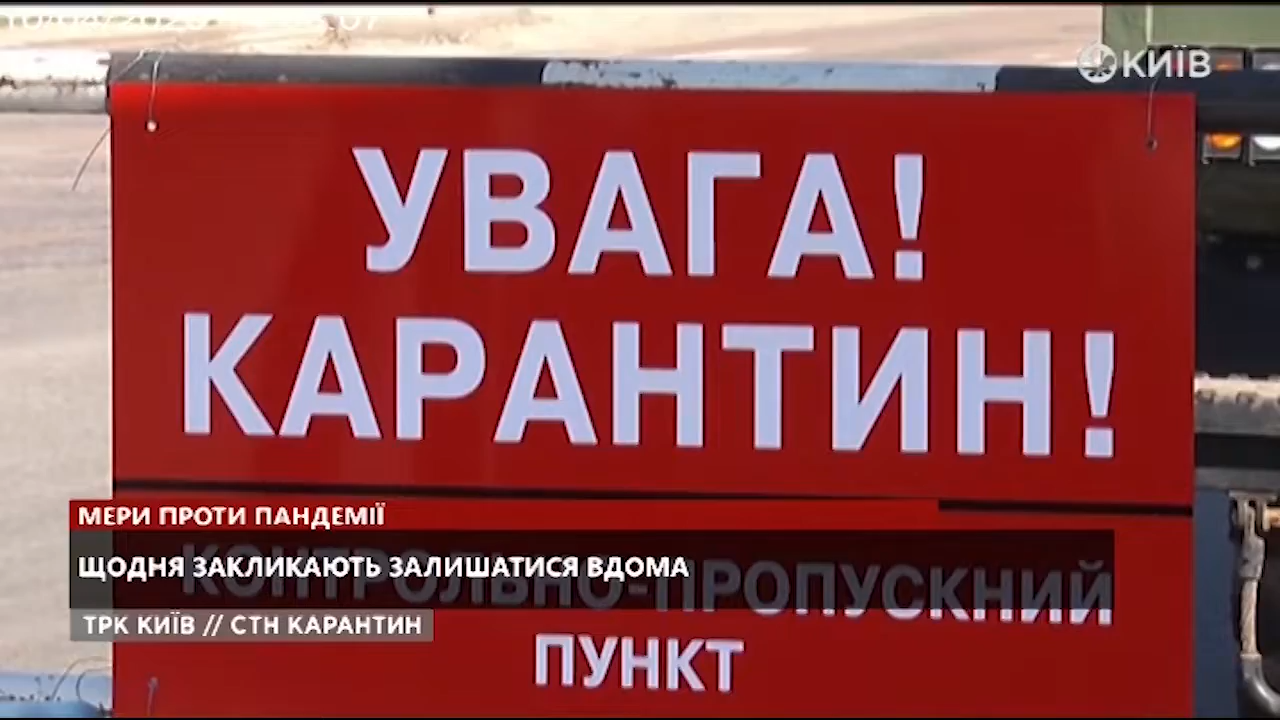 КИЇВ
УВАГА!
КАРАНТИН!
КОНТРОЛЬНО-ПРОПУСКНИЙ
ПУНКТ
МЕРИ ПРОТИ ПАНДЕМІЇ
ЩОДНЯ ЗАКЛИКАЮТЬ ЗАЛИШАТИСЯ ВДОМА
ТРК КИЇВ // СТН КАРАНТИН